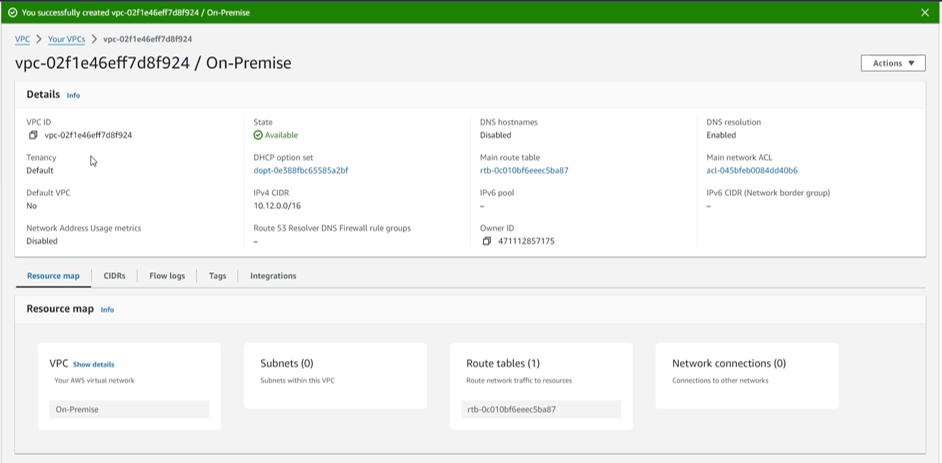 You successfully created vpc-02f1e46eff7d8f924 / On-Premise
VPC > Your VPCs > vpc-02f1e46eff7d8f924
vpc-02f1e46eff7d8f924 / On-Premise
Actions
Details Info
VPC ID
vpc-02f1e46eff7d8f924
State
Available
DNS hostnames
Disabled
DNS resolution
Enabled
Tenancy
Default
DHCP option set
dopt-0e388fbc65585a2bf
Main route table
rtb-0c010bf6eeec5ba87
Main network ACL
acl-045bfeb0084dd40b6
Default VPC
No
IPv4 CIDR
10.12.0.0/16
IPv6 pool
–
IPv6 CIDR (Network border group)
–
Network Address Usage metrics
Disabled
Route 53 Resolver DNS Firewall rule groups
–
Owner ID
471112857175
Resource map
CIDRs
Flow logs
Tags
Integrations
Resource map Info
VPC Show details
Your AWS virtual network
On-Premise
Subnets (0)
Subnets within this VPC
Route tables (1)
Route network traffic to resources
rtb-0c010bf6eeec5ba87
Network connections (0)
Connections to other networks